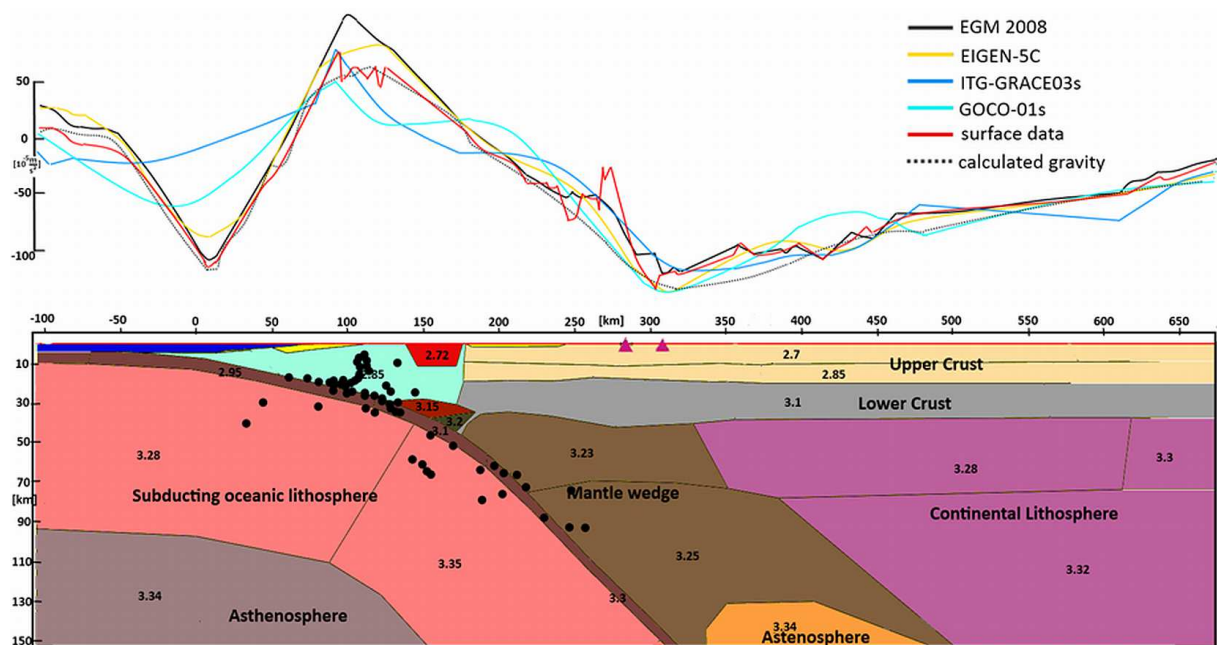 EGM 2008
EIGEN-5C
ITG-GRACE03s
GOCO-01s
surface data
calculated gravity
50
0
-50
-100
-100 -50 0 50 100 150 200 250 [km] 300 350 400 450 500 550 600 650
10
30
50
70
[km]
90
110
130
150
2.72
2.7
2.95
2.85
2.85
Upper Crust
3.15
3.1
Lower Crust
3.2
3.1
3.28
3.23
3.28
3.3
Subducting oceanic lithosphere
Mantle wedge
Continental Lithosphere
3.35
3.25
3.32
3.34
3.3
Asthenosphere
3.34
Astenosphere